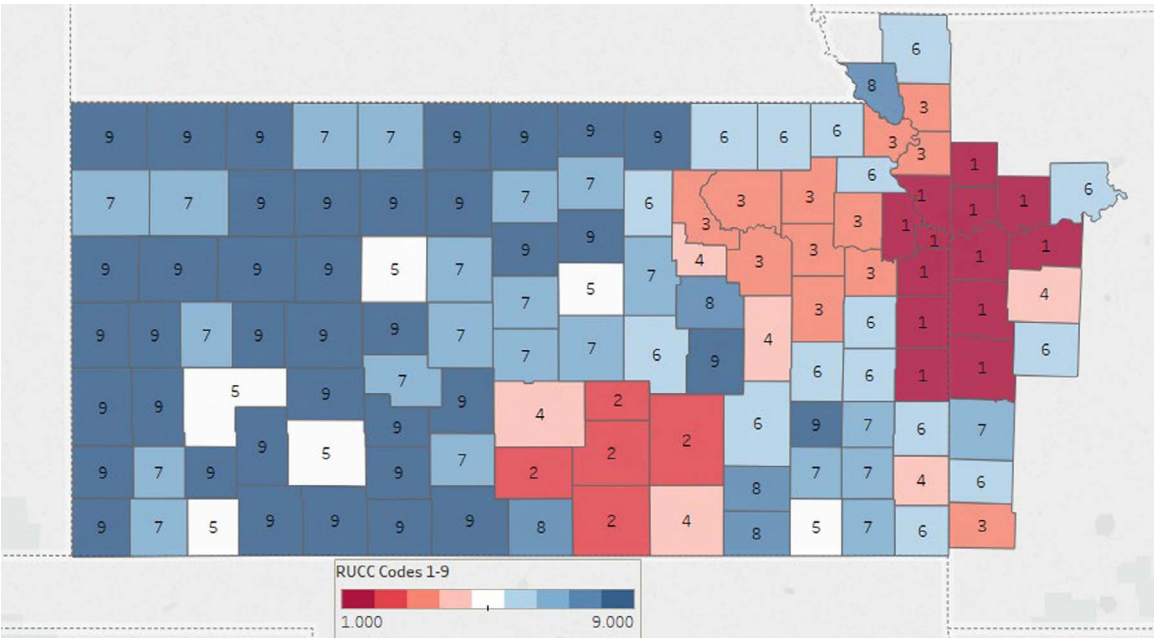 6
8
3
9 9 9 7 7 9 9 9 9 6 6 6 3
3
1
7 7 9 9 9 9 7 7 6 3 3 3 6 1 1 1 6
3 3 1 1
9 9 9 9 5 7 9 9 7 4 3 3 3 1 1 1
7 5 8 4
9 9 7 9 9 9 7 7 7 6 9 4 3 6 1 1 6
7 6 6 1 1
9 9 5 9 9 4 2 2 6 9 7 6 7
9 9 5 9 7 2 2
9 7 9 8 7 7 4 6
9 7 5 9 9 9 9 8 2 4 8 5 7 6 3
RUCC Codes 1-9
1.000 9.000